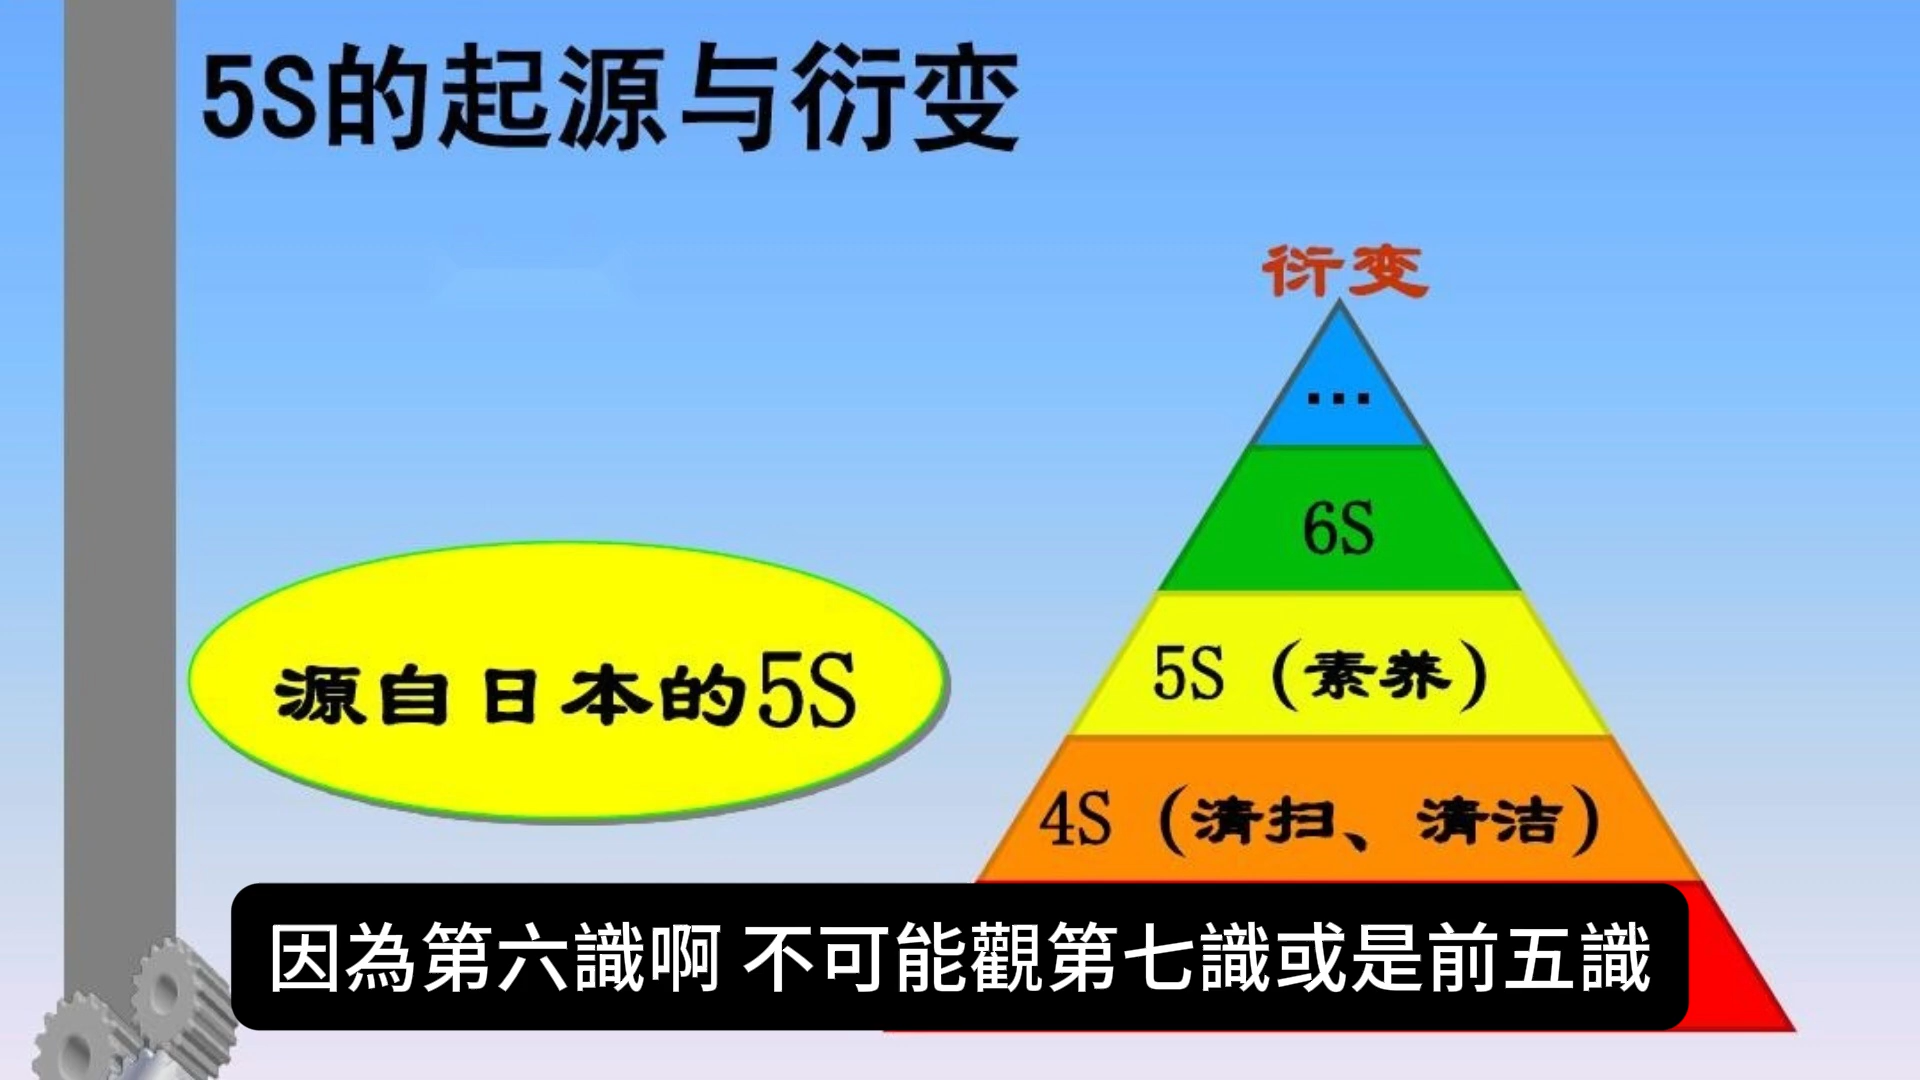 5S的起源与衍变
衍变
...
6S
5S（素养）
源自日本的5S
4S（清扫、清洁）
因為第六識啊 不可能觀第七識或是前五識